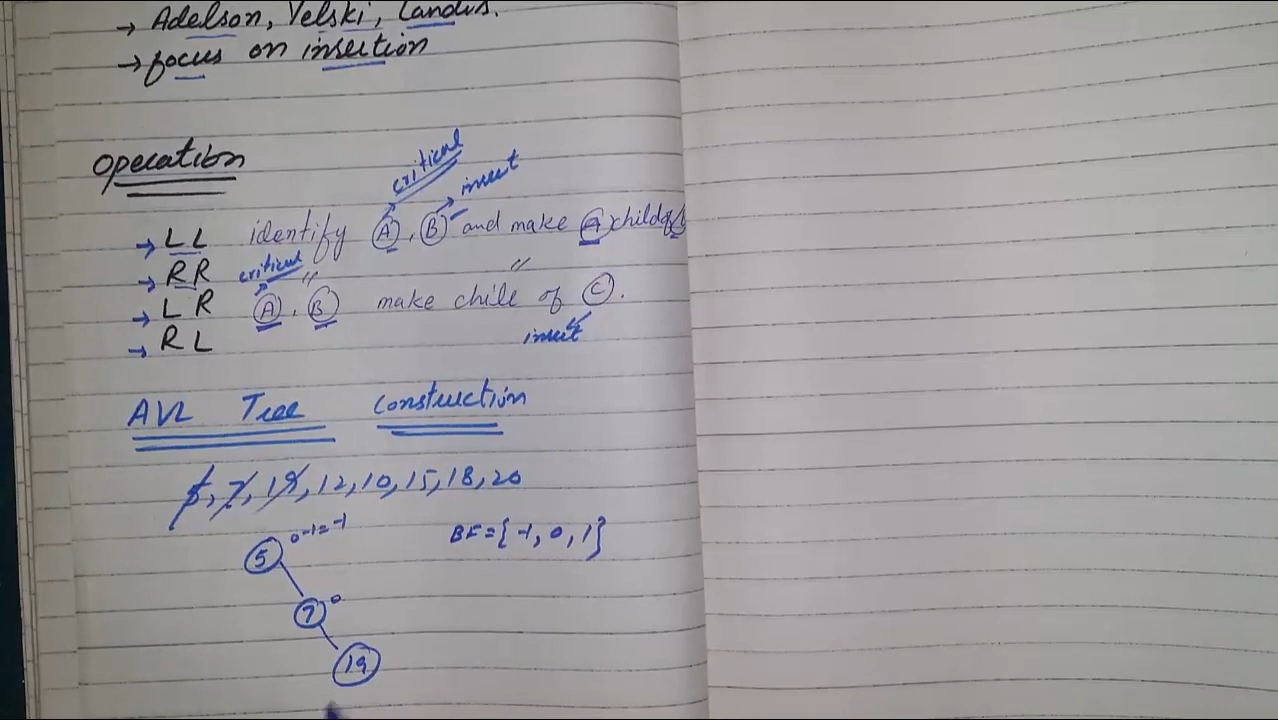 → Adelson, Velski, Landis.
→ focus on insertion
Operation
critical
insert
→ LL identify A, B and make A child of B
→ RR critical " "
→ LR A, B make chile of C.
→ RL insert
AVL Tree Construction
5, 7, 19, 12, 10, 15, 18, 20
0-1=-1
BF = {-1, 0, 1}
5
7 0
19